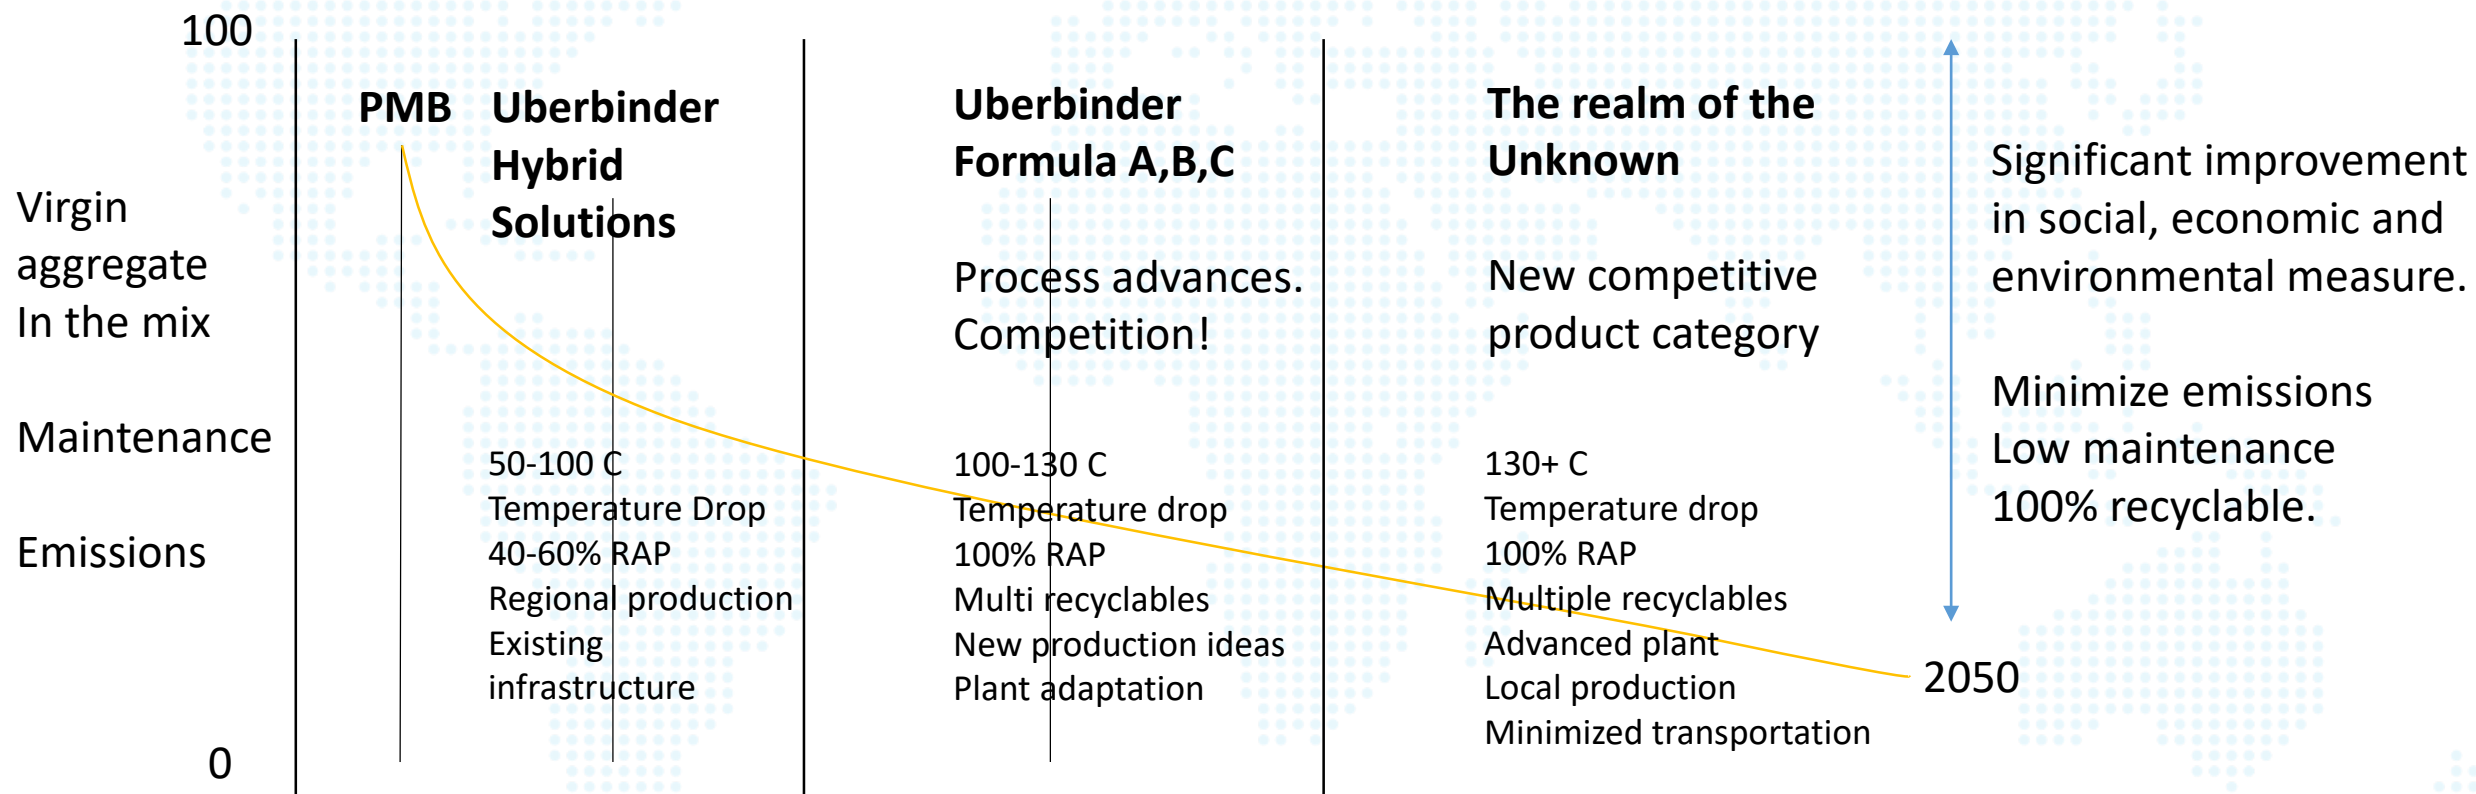 100
Virgin
aggregate
In the mix
Maintenance
Emissions
0
PMB
Uberbinder
Hybrid
Solutions
50-100 C
Temperature Drop
40-60% RAP
Regional production
Existing
infrastructure
Uberbinder
Formula A,B,C
Process advances.
Competition!
100-130 C
Temperature drop
100% RAP
Multi recyclables
New production ideas
Plant adaptation
The realm of the
Unknown
New competitive
product category
130+ C
Temperature drop
100% RAP
Multiple recyclables
Advanced plant
Local production
Minimized transportation
2050
Significant improvement
in social, economic and
environmental measure.
Minimize emissions
Low maintenance
100% recyclable.